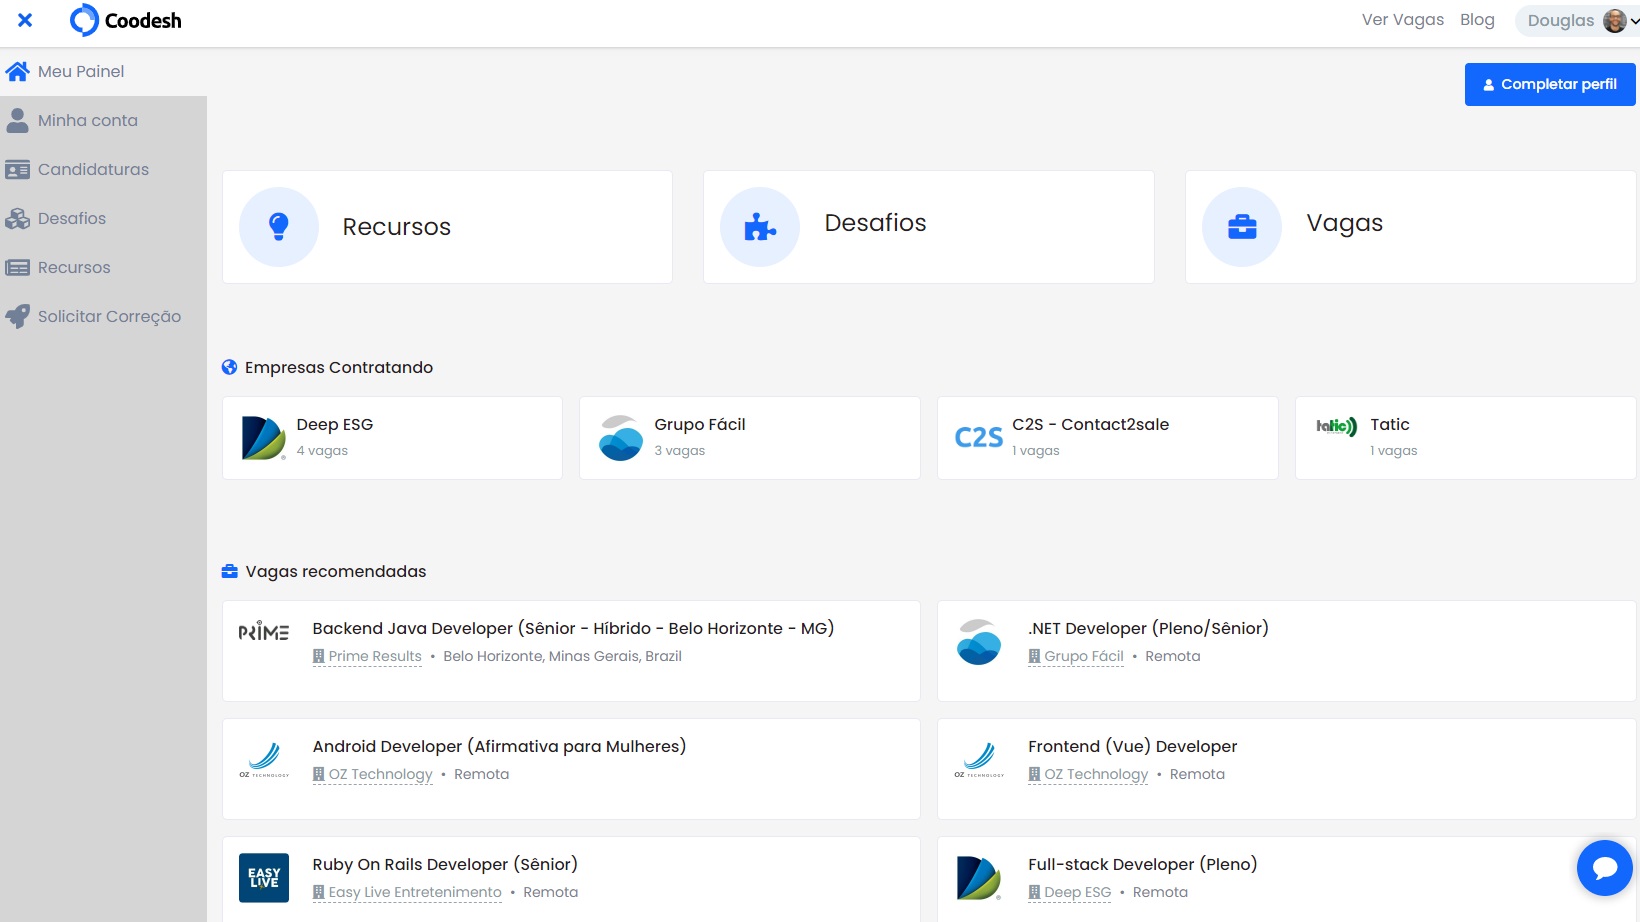 Coodesh
Ver Vagas
Blog
Douglas
Meu Painel
Completar perfil
Minha conta
Candidaturas
Desafios
Recursos
Solicitar Correção
Recursos
Desafios
Vagas
Empresas Contratando
Deep ESG
4 vagas
Grupo Fácil
3 vagas
C2S
C2S - Contact2sale
1 vagas
tatic
Tatic
1 vagas
Vagas recomendadas
PRIME
Backend Java Developer (Sênior - Híbrido - Belo Horizonte - MG)
Prime Results • Belo Horizonte, Minas Gerais, Brazil
.NET Developer (Pleno/Sênior)
Grupo Fácil • Remota
OZ TECHNOLOGY
Android Developer (Afirmativa para Mulheres)
OZ Technology • Remota
OZ TECHNOLOGY
Frontend (Vue) Developer
OZ Technology • Remota
EASY
LIVE
Ruby On Rails Developer (Sênior)
Easy Live Entretenimento • Remota
Full-stack Developer (Pleno)
Deep ESG • Remota